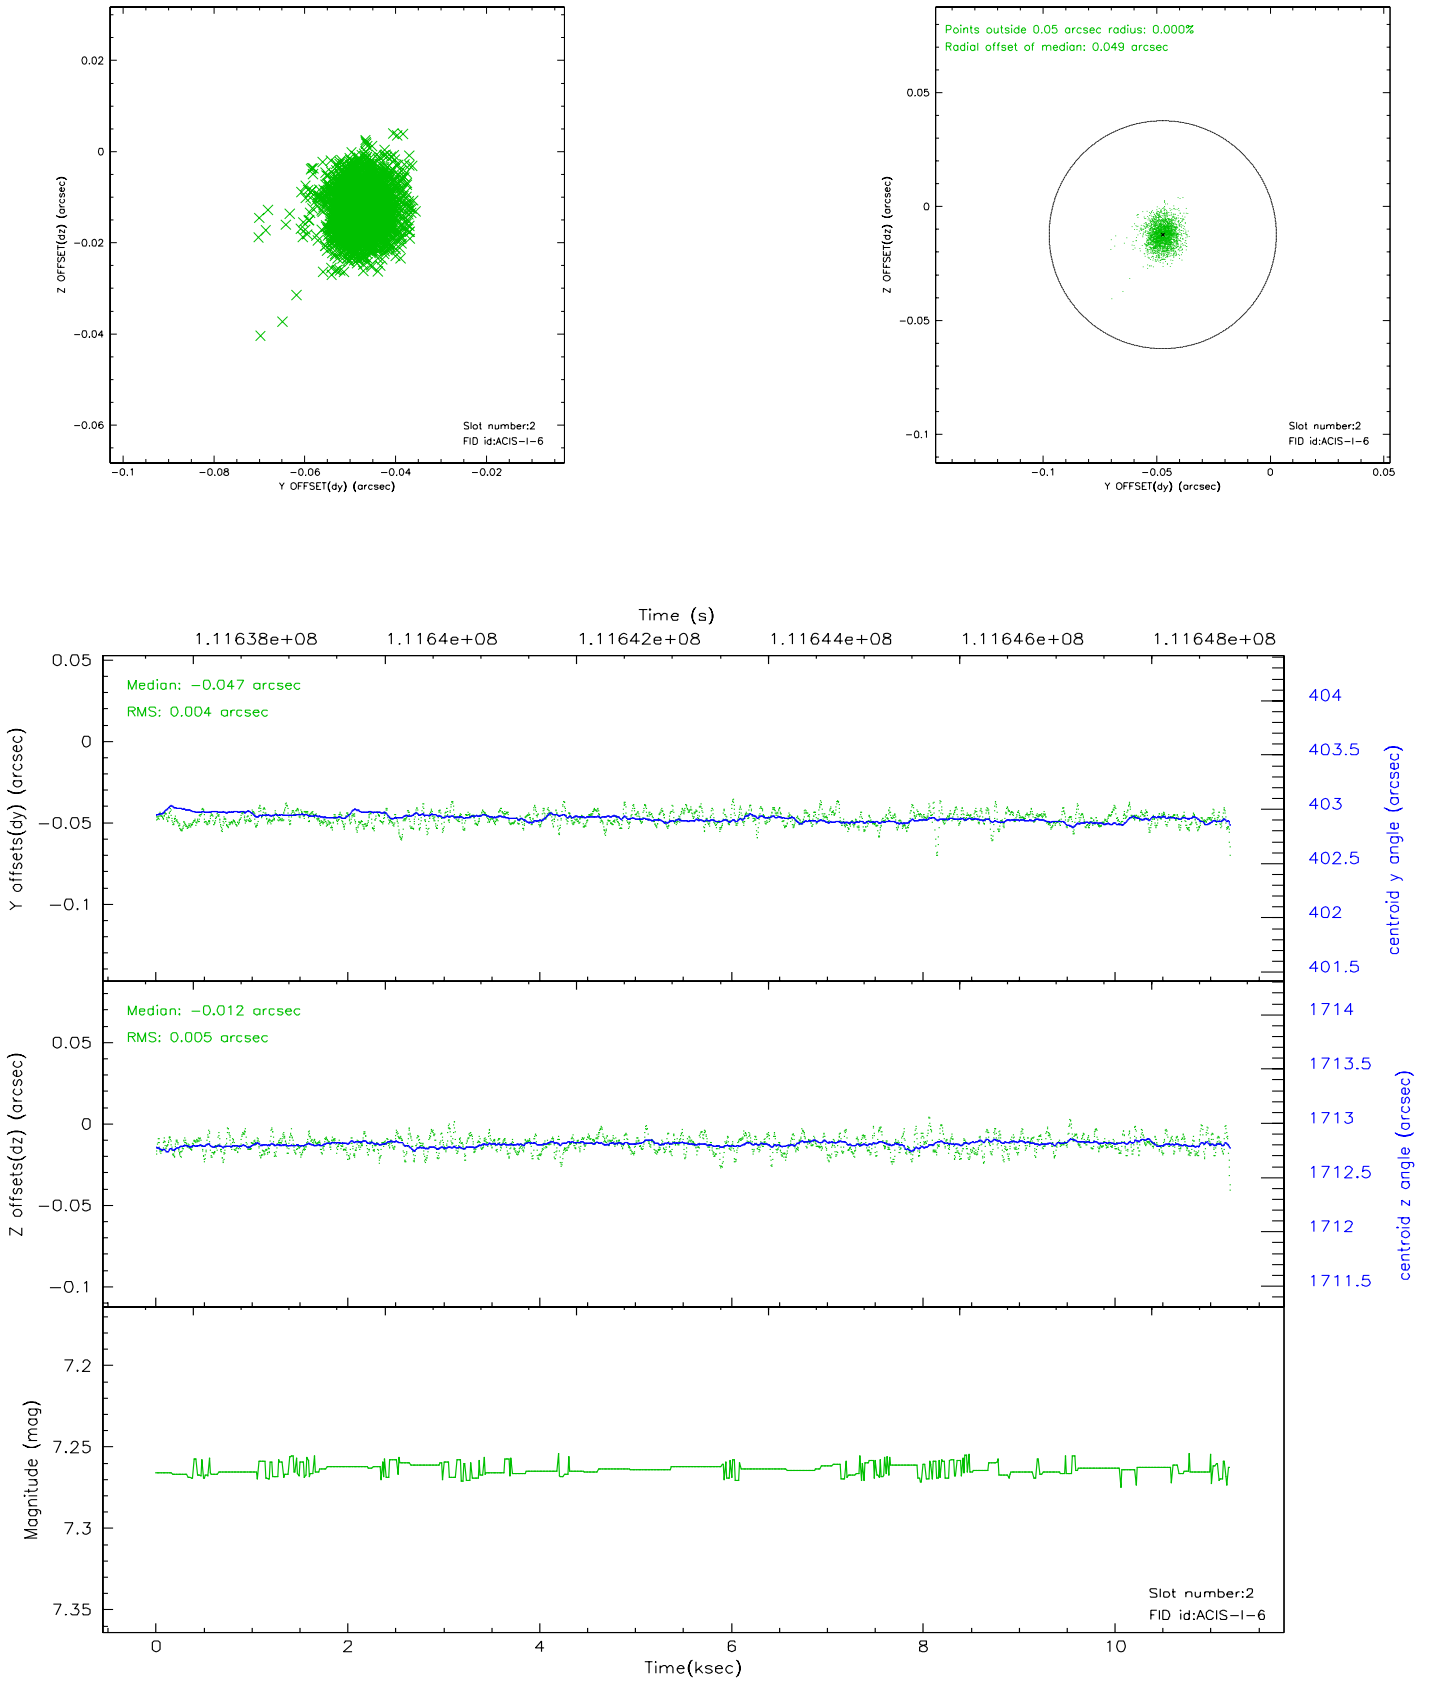 0.02
0
−0.02
−0.04
−0.06
Z OFFSET(dz) (arcsec)
−0.1
−0.08
−0.06
−0.04
−0.02
Y OFFSET(dy) (arcsec)
Slot number:2
FID id:ACIS−I−6
Points outside 0.05 arcsec radius: 0.000%
Radial offset of median: 0.049 arcsec
0.05
0
−0.05
−0.1
Z OFFSET(dz) (arcsec)
−0.1
−0.05
0
0.05
Y OFFSET(dy) (arcsec)
Slot number:2
FID id:ACIS−I−6
Time (s)
1.11638e+08
1.1164e+08
1.11642e+08
1.11644e+08
1.11646e+08
1.11648e+08
Median: −0.047 arcsec
RMS: 0.004 arcsec
0.05
0
−0.05
−0.1
Y offsets(dy) (arcsec)
404
403.5
403
402.5
402
401.5
centroid y angle (arcsec)
Median: −0.012 arcsec
RMS: 0.005 arcsec
0.05
0
−0.05
−0.1
Z offsets(dz) (arcsec)
1714
1713.5
1713
1712.5
1712
1711.5
centroid z angle (arcsec)
7.2
7.25
7.3
7.35
Magnitude (mag)
Slot number:2
FID id:ACIS−I−6
0
2
4
6
8
10
Time(ksec)